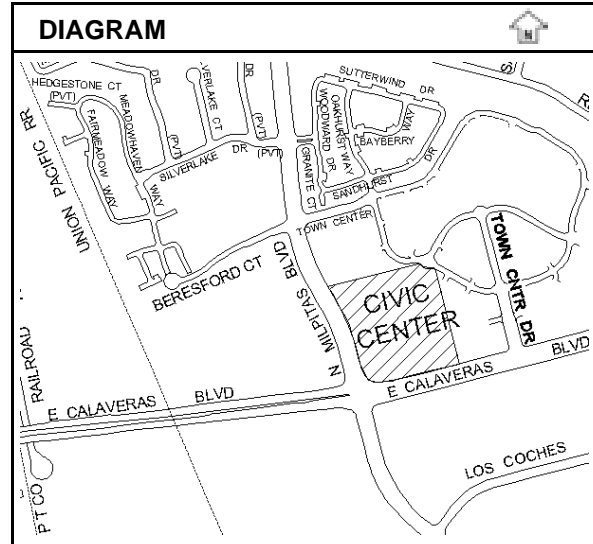 DIAGRAM
N
HEDGESTONE CT
(PVT)
DR
VERLAKE CT
DR
SUTTERWIND DR
MEADOWHAVEN
WAY
FAIRMEADOW WAY
(PVT)
SILVERLAKE DR
(PVT)
OAKHURST WAY
WOODWARD DR
BAYBERRY
WAY
GRANITE CT
SANDHURST DR
TOWN CENTER
UNION PACIFIC RR
BERESFORD CT
N MILPITAS BLVD
CIVIC
CENTER
TOWN CNTR DR
RAILROAD
E CALAVERAS BLVD
E CALAVERAS BLVD
LOS COCHES
P T CO